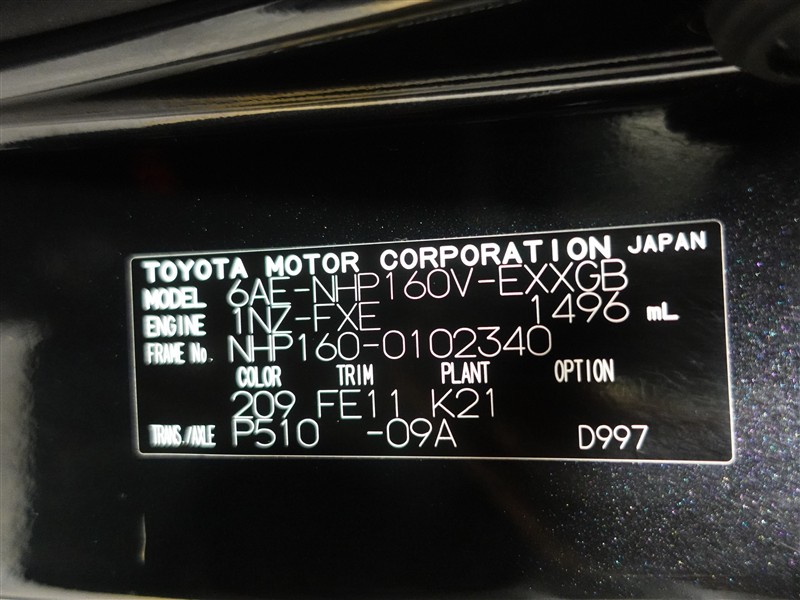 TOYOTA MOTOR CORPORATION JAPAN
MODEL 6AE-NHP160V-EXXGB
ENGINE 1NZ-FXE 1496 mL
FRAME No. NHP160-0102340
COLOR TRIM PLANT OPTION
209 FE11 K21
TRANS./AXLE P510 -09A D997